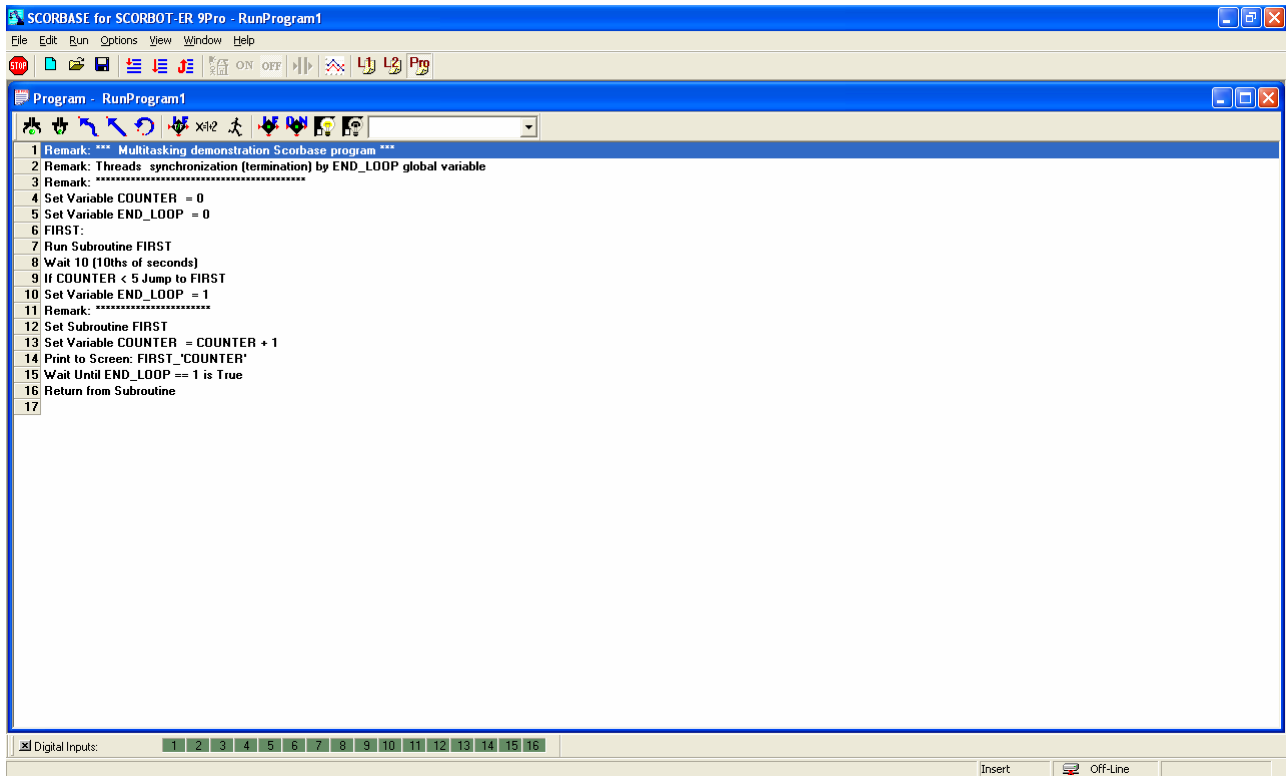 SCORBASE for SCORBOT-ER 9Pro - RunProgram1
File Edit Run Options View Window Help
STOP ON OFF L1 L2 Prg
Program - RunProgram1
1 Remark: *** Multitasking demonstration Scorbase program ***
2 Remark: Threads synchronization (termination) by END_LOOP global variable
3 Remark: ****************************************
4 Set Variable COUNTER = 0
5 Set Variable END_LOOP = 0
6 FIRST:
7 Run Subroutine FIRST
8 Wait 10 (10ths of seconds)
9 If COUNTER < 5 Jump to FIRST
10 Set Variable END_LOOP = 1
11 Remark: **********************
12 Set Subroutine FIRST
13 Set Variable COUNTER = COUNTER + 1
14 Print to Screen: FIRST_'COUNTER'
15 Wait Until END_LOOP == 1 is True
16 Return from Subroutine
17
Digital Inputs: 1 2 3 4 5 6 7 8 9 10 11 12 13 14 15 16
Insert Off-Line